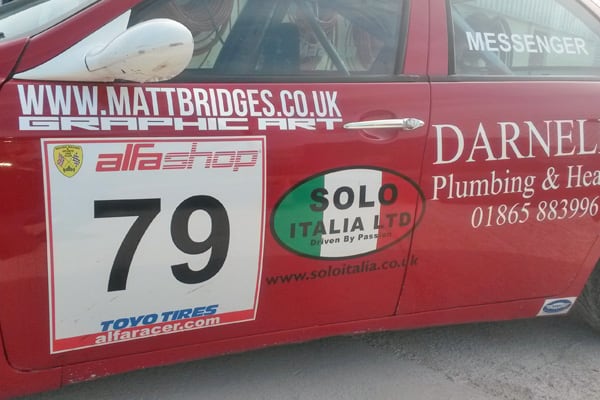 MESSENGER
WWW.MATTBRIDGES.CO.UK
GRAPHIC ART
alfashop
79
TOYO TIRES
alfaracer.com
SOLO
ITALIA LTD
Driven By Passion
www.soloitalia.co.uk
DARNELL
Plumbing & Hea
01865 883996